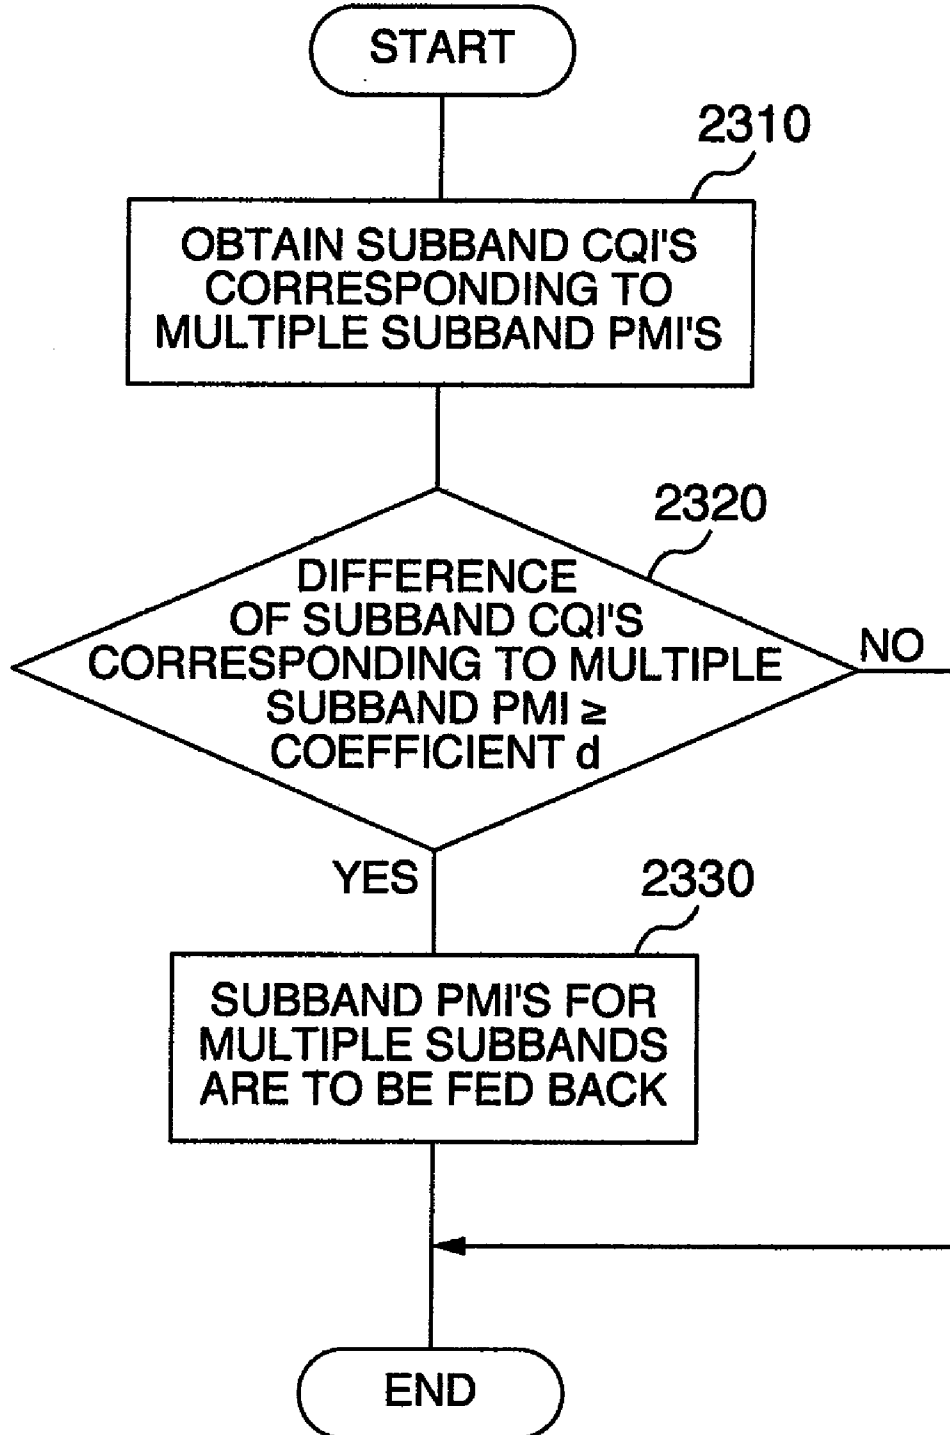 START
2310
OBTAIN SUBBAND CQI'S
CORRESPONDING TO
MULTIPLE SUBBAND PMI'S
2320
DIFFERENCE
OF SUBBAND CQI'S
CORRESPONDING TO MULTIPLE
SUBBAND PMI ≥
COEFFICIENT d
NO
YES
2330
SUBBAND PMI'S FOR
MULTIPLE SUBBANDS
ARE TO BE FED BACK
END